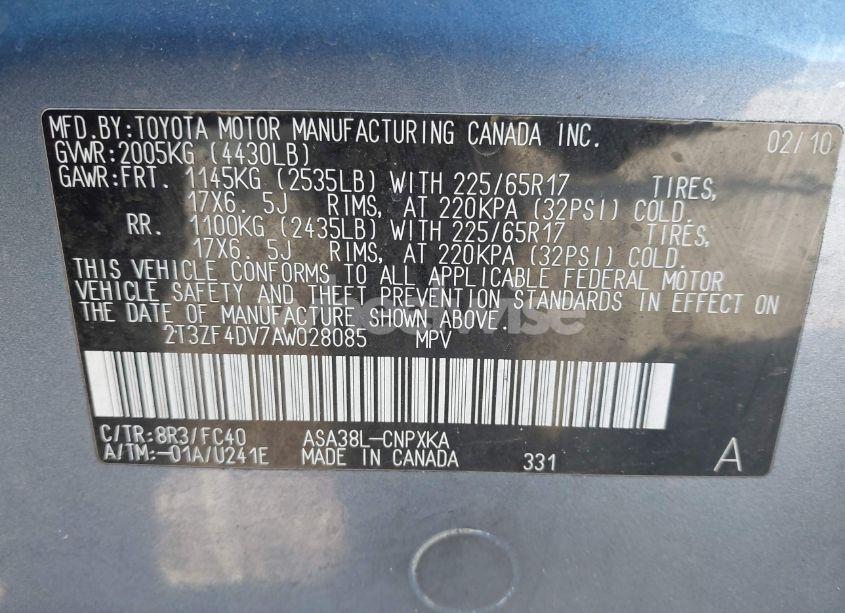 MFD.BY:TOYOTA MOTOR MANUFACTURING CANADA INC. 02/10
GVWR:2005KG (4430LB)
GAWR:FRT. 1145KG (2535LB) WITH 225/65R17 TIRES,
17X6. 5J RIMS, AT 220KPA (32PSI) COLD.
RR. 1100KG (2435LB) WITH 225/65R17 TIRES,
17X6. 5J RIMS, AT 220KPA (32PSI) COLD.
THIS VEHICLE CONFORMS TO ALL APPLICABLE FEDERAL MOTOR
VEHICLE SAFETY AND THEFT PREVENTION STANDARDS IN EFFECT ON
THE DATE OF MANUFACTURE SHOWN ABOVE.
2T3ZF4DV7AW028085 MPV
C/TR:8R3/FC40 ASA38L-CNPXKA
A/TM:-01A/U241E MADE IN CANADA 331 A